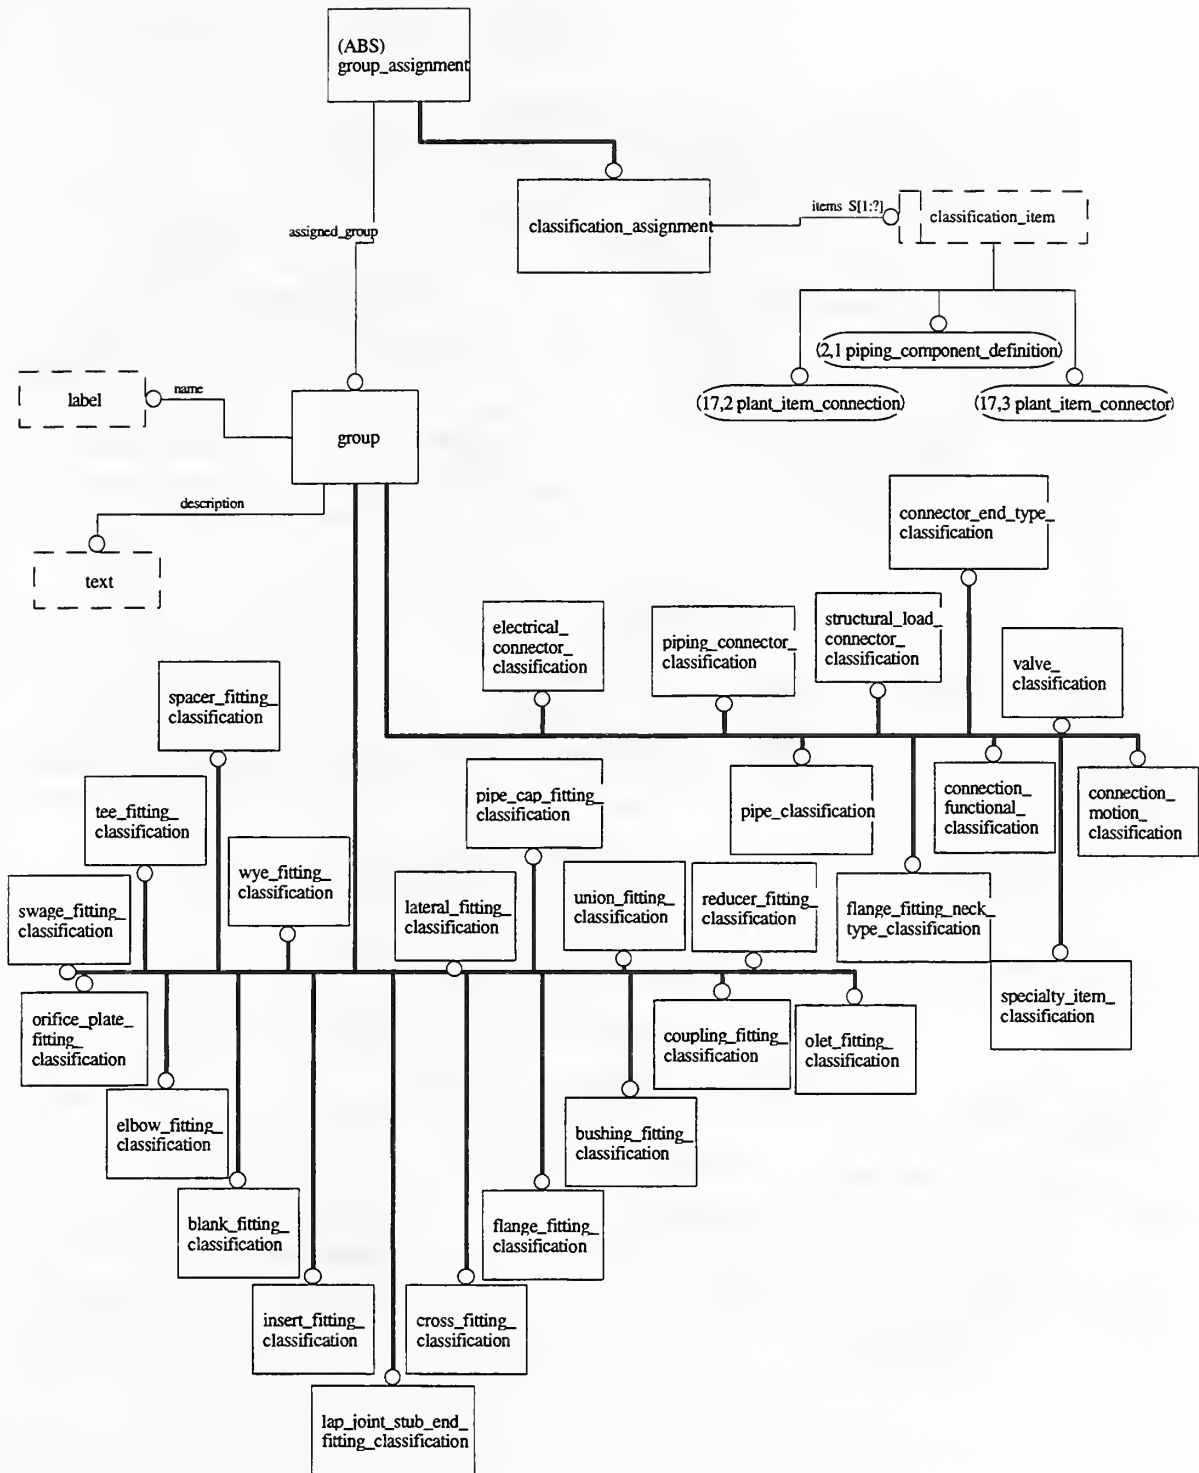 (ABS)
group_assignment
classification_assignment
items S[1:?]
classification_item
assigned_group
(2,1 piping_component_definition)
(17,2 plant_item_connection)
(17,3 plant_item_connector)
label
name
group
description
text
connector_end_type_
classification
electrical_
connector_
classification
piping_connector_
classification
structural_load_
connector_
classification
valve_
classification
spacer_fitting_
classification
tee_fitting_
classification
pipe_cap_fitting_
classification
pipe_classification
connection_
functional_
classification
connection_
motion_
classification
wye_fitting_
classification
swage_fitting_
classification
lateral_fitting_
classification
union_fitting_
classification
reducer_fitting_
classification
flange_fitting_neck_
type_classification
orifice_plate_
fitting_
classification
coupling_fitting_
classification
olet_fitting_
classification
specialty_item_
classification
elbow_fitting_
classification
bushing_fitting_
classification
blank_fitting_
classification
flange_fitting_
classification
insert_fitting_
classification
cross_fitting_
classification
lap_joint_stub_end_
fitting_classification